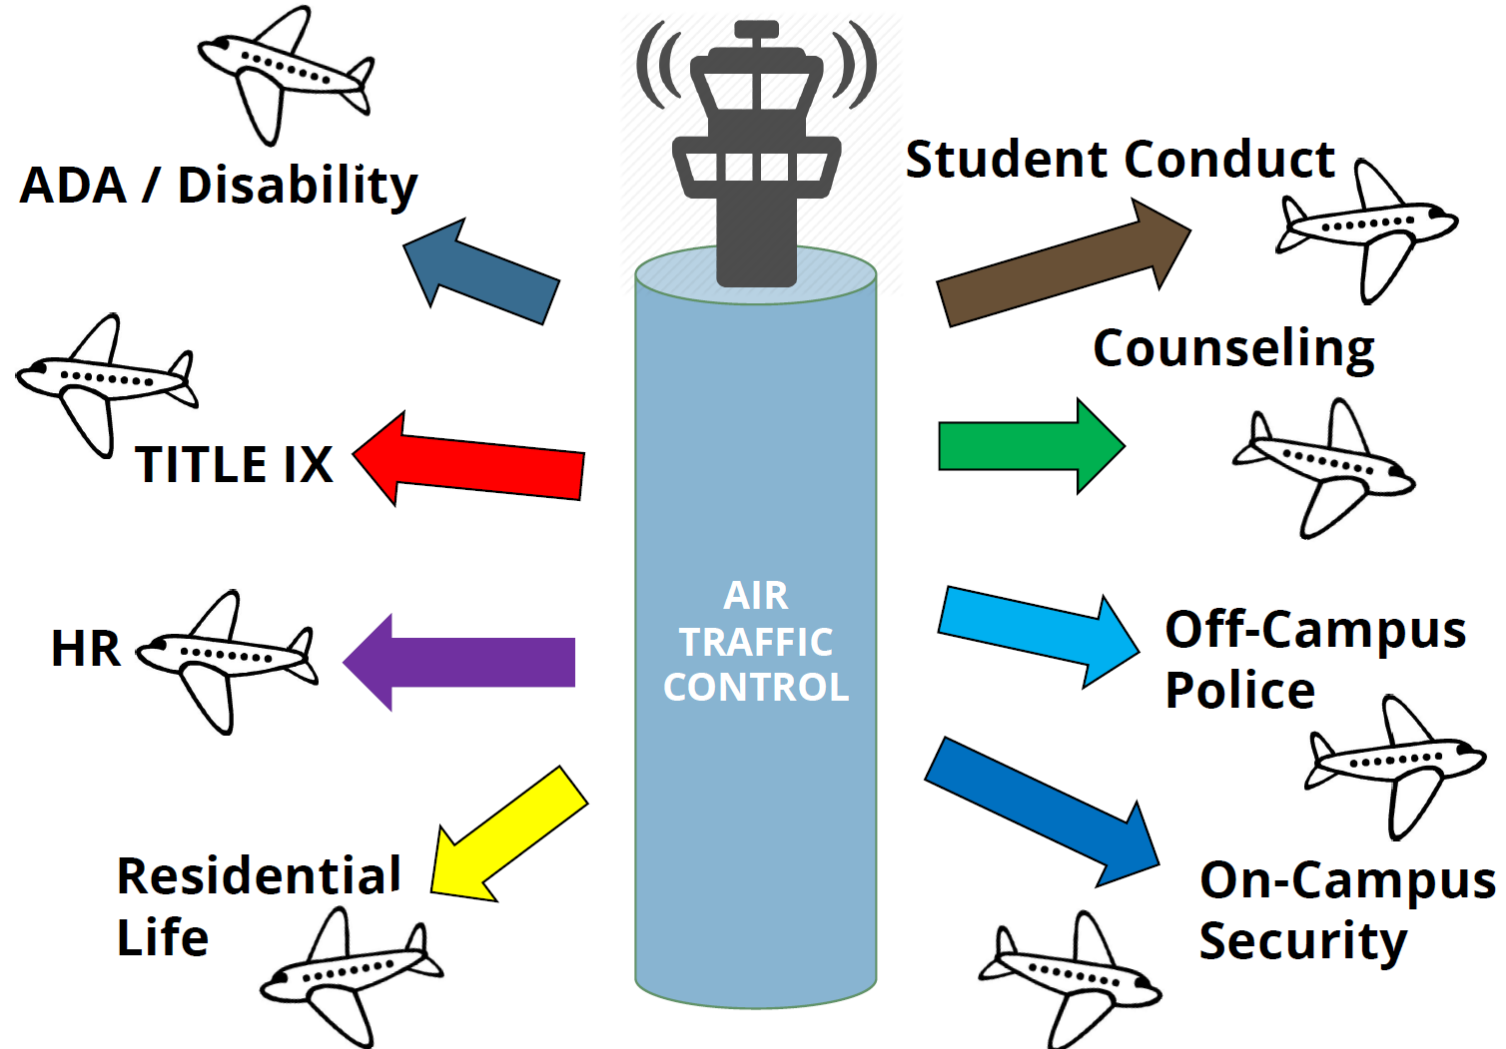 ADA / Disability
TITLE IX
HR
Residential
Life
AIR
TRAFFIC
CONTROL
Student Conduct
Counseling
Off-Campus
Police
On-Campus
Security